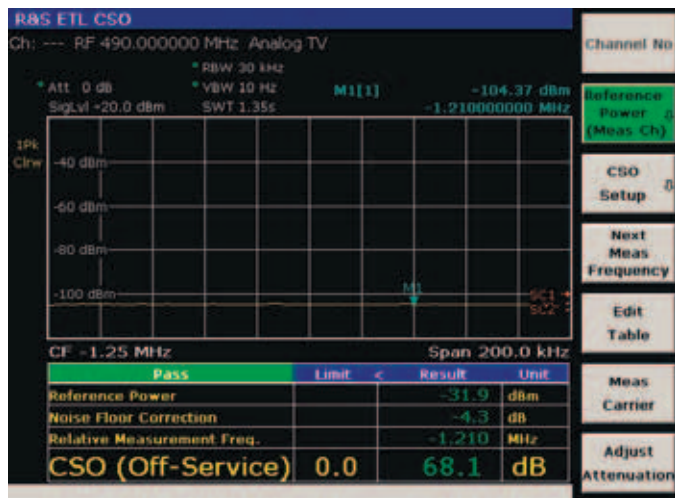 R&S ETL CSO
Ch: --- RF 490.000000 MHz Analog TV
* RBW 30 kHz
* Att 0 dB * VBW 10 Hz M1[1] -104.37 dBm
SigLvl -20.0 dBm SWT 1.35s -1.210000000 MHz
1Pk
Clrw
-40 dBm
-60 dBm
-80 dBm
-100 dBm
M1
SC1
SC2
CF -1.25 MHz Span 200.0 kHz
Pass Limit < Result Unit
Reference Power -31.9 dBm
Noise Floor Correction -4.3 dB
Relative Measurement Freq. -1.210 MHz
CSO (Off-Service) 0.0 68.1 dB
Channel No
Reference
Power
(Meas Ch)
CSO
Setup
Next
Meas
Frequency
Edit
Table
Meas
Carrier
Adjust
Attenuation